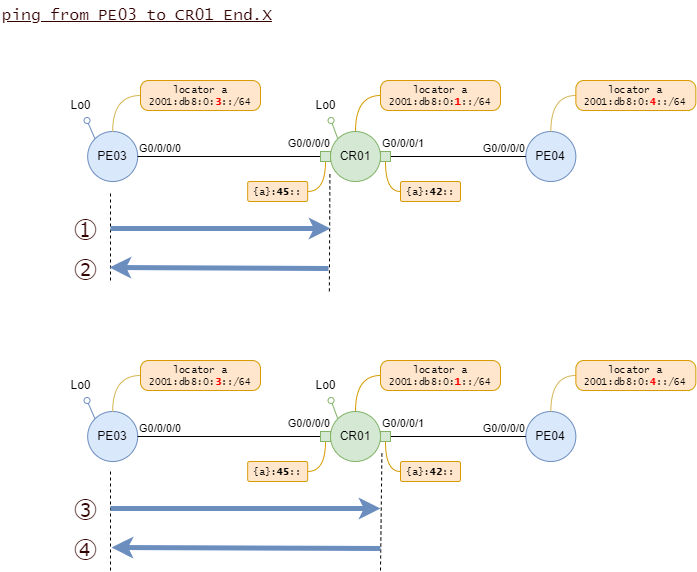 ping from PE03 to CR01 End.X
locator a
2001:db8:0:3::/64
locator a
2001:db8:0:1::/64
locator a
2001:db8:0:4::/64
Lo0
Lo0
PE03
G0/0/0/0
G0/0/0/0
CR01
G0/0/0/1
G0/0/0/0
PE04
{a}:45::
{a}:42::
①
②
locator a
2001:db8:0:3::/64
locator a
2001:db8:0:1::/64
locator a
2001:db8:0:4::/64
Lo0
Lo0
PE03
G0/0/0/0
G0/0/0/0
CR01
G0/0/0/1
G0/0/0/0
PE04
{a}:45::
{a}:42::
③
④